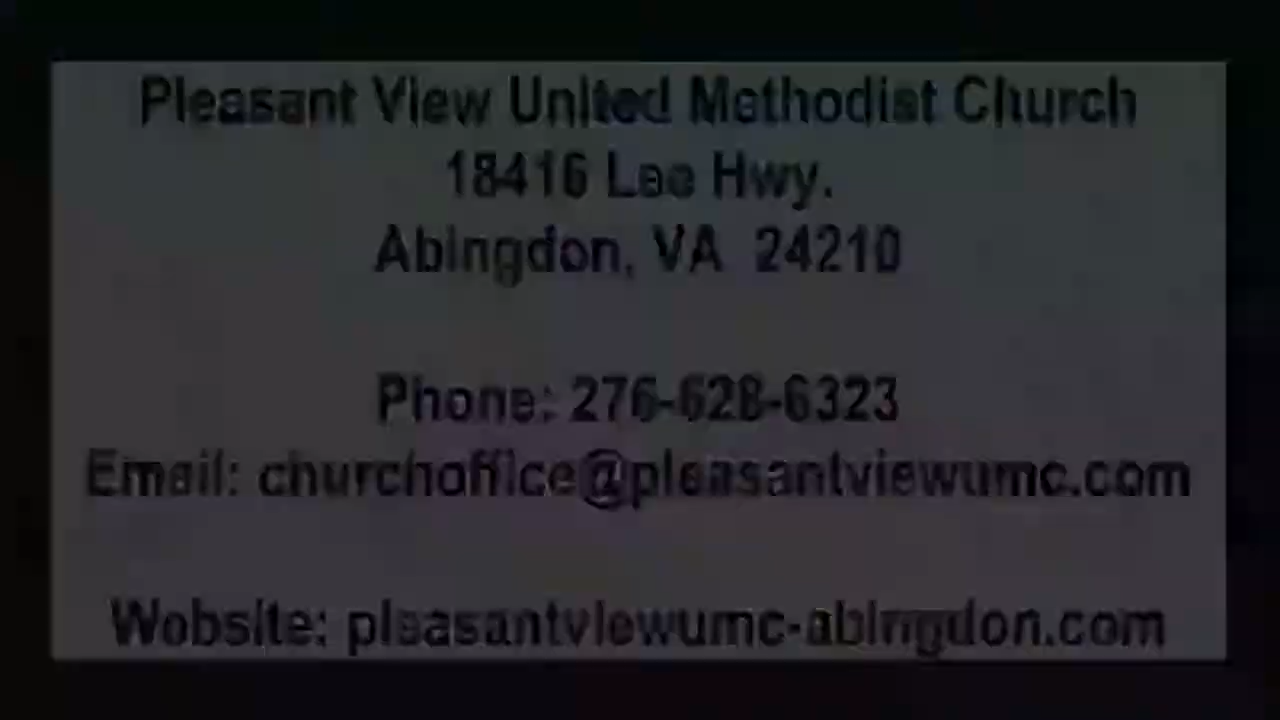 Pleasant View United Methodist Church
18416 Lee Hwy.
Abingdon, VA 24210
Phone: 276-628-6323
Email: churchoffice@pleasantviewumc.com
Website: pleasantviewumc-abingdon.com